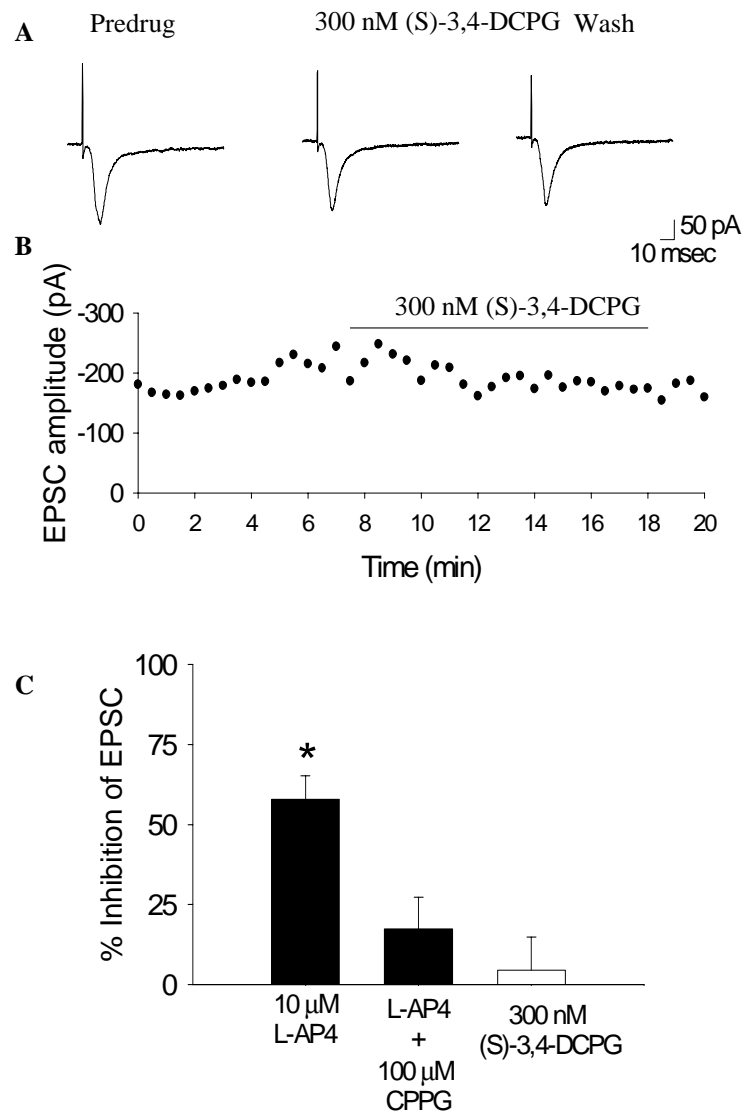 A
Predrug
300 nM (S)-3,4-DCPG Wash
50 pA
10 msec
B
300 nM (S)-3,4-DCPG
EPSC amplitude (pA)
-300
-200
-100
0
0 2 4 6 8 10 12 14 16 18 20
Time (min)
C
% Inhibition of EPSC
100
75
50
25
0
*
10 μM
L-AP4
L-AP4
+
100 μM
CPPG
300 nM
(S)-3,4-DCPG